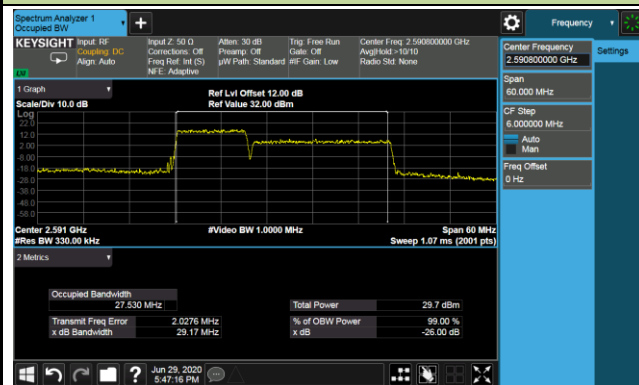 Spectrum Analyzer 1
Occupied BW
Frequency
KEYSIGHT
Input: RF
Coupling: DC
Align: Auto
Input Z: 50 Ω
Corrections: Off
Freq Ref: Int (S)
NFE: Adaptive
Atten: 30 dB
Preamp: Off
µW Path: Standard
Trig: Free Run
Gate: Off
#IF Gain: Low
Center Freq: 2.590800000 GHz
Avg|Hold:>10/10
Radio Std: None
Center Frequency
2.590800000 GHz
Settings
Span
60.000 MHz
CF Step
6.000000 MHz
Auto
Man
Freq Offset
0 Hz
1 Graph
Scale/Div 10.0 dB
Ref Lvl Offset 12.00 dB
Ref Value 32.00 dBm
Log
22.0
12.0
2.00
-8.00
-18.0
-28.0
-38.0
-48.0
-58.0
Center 2.591 GHz
#Res BW 330.00 kHz
#Video BW 1.0000 MHz
Span 60 MHz
Sweep 1.07 ms (2001 pts)
2 Metrics
Occupied Bandwidth
27.530 MHz
Total Power 29.7 dBm
Transmit Freq Error 2.0276 MHz
% of OBW Power 99.00 %
x dB Bandwidth 29.17 MHz
x dB -26.00 dB
Jun 29, 2020
5:47:16 PM